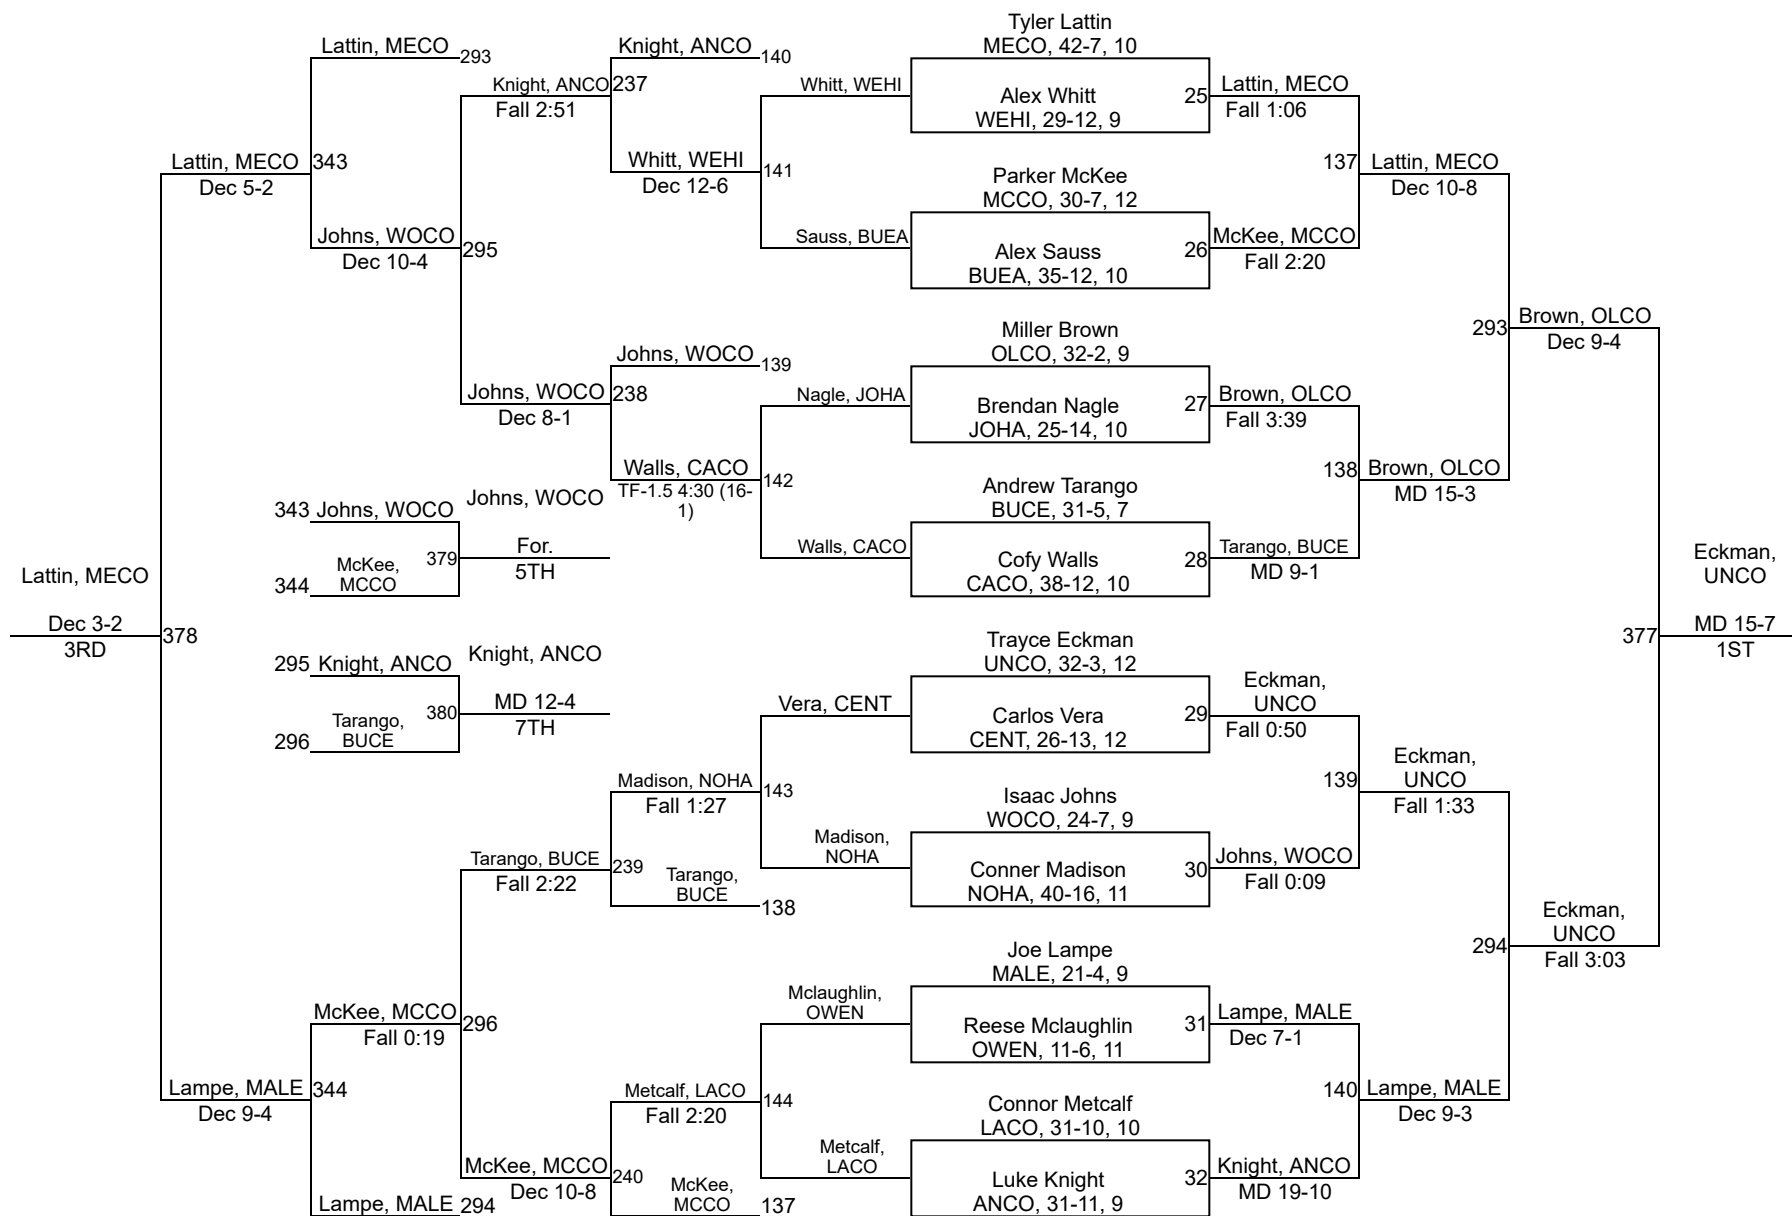 Lattin, MECO
293
Knight, ANCO
Fall 2:51
237
Knight, ANCO
140
Whitt, WEHI
Dec 12-6
141
Whitt, WEHI
Sauss, BUEA
Lattin, MECO
Dec 5-2
343
Johns, WOCO
Dec 10-4
295
Johns, WOCO
Dec 8-1
238
Johns, WOCO
139
Walls, CACO
TF-1.5 4:30 (16-
1)
142
Nagle, JOHA
Walls, CACO
343 Johns, WOCO
344
McKee,
MCCO
379
Johns, WOCO
For.
5TH
Lattin, MECO
Dec 3-2
3RD
378
295 Knight, ANCO
296
Tarango,
BUCE
380
Knight, ANCO
MD 12-4
7TH
Madison, NOHA
Fall 1:27
143
Vera, CENT
Madison,
NOHA
Tarango, BUCE
Fall 2:22
239
Tarango,
BUCE
138
McKee, MCCO
Fall 0:19
296
Lampe, MALE
Dec 9-4
344
Lampe, MALE 294
McKee, MCCO
Dec 10-8
240
Metcalf, LACO
Fall 2:20
144
McKee,
MCCO
137
Mclaughlin,
OWEN
Metcalf,
LACO
Tyler Lattin
MECO, 42-7, 10
Alex Whitt
WEHI, 29-12, 9
25
Lattin, MECO
Fall 1:06
Parker McKee
MCCO, 30-7, 12
Alex Sauss
BUEA, 35-12, 10
26
McKee, MCCO
Fall 2:20
137
Lattin, MECO
Dec 10-8
Miller Brown
OLCO, 32-2, 9
Brendan Nagle
JOHA, 25-14, 10
27
Brown, OLCO
Fall 3:39
Andrew Tarango
BUCE, 31-5, 7
Cofy Walls
CACO, 38-12, 10
28
Tarango, BUCE
MD 9-1
138
Brown, OLCO
MD 15-3
293
Brown, OLCO
Dec 9-4
Trayce Eckman
UNCO, 32-3, 12
Carlos Vera
CENT, 26-13, 12
29
Eckman,
UNCO
Fall 0:50
Isaac Johns
WOCO, 24-7, 9
Conner Madison
NOHA, 40-16, 11
30
Johns, WOCO
Fall 0:09
139
Eckman,
UNCO
Fall 1:33
Joe Lampe
MALE, 21-4, 9
Reese Mclaughlin
OWEN, 11-6, 11
31
Lampe, MALE
Dec 7-1
Connor Metcalf
LACO, 31-10, 10
Luke Knight
ANCO, 31-11, 9
32
Knight, ANCO
MD 19-10
140
Lampe, MALE
Dec 9-3
294
Eckman,
UNCO
Fall 3:03
377
Eckman,
UNCO
MD 15-7
1ST